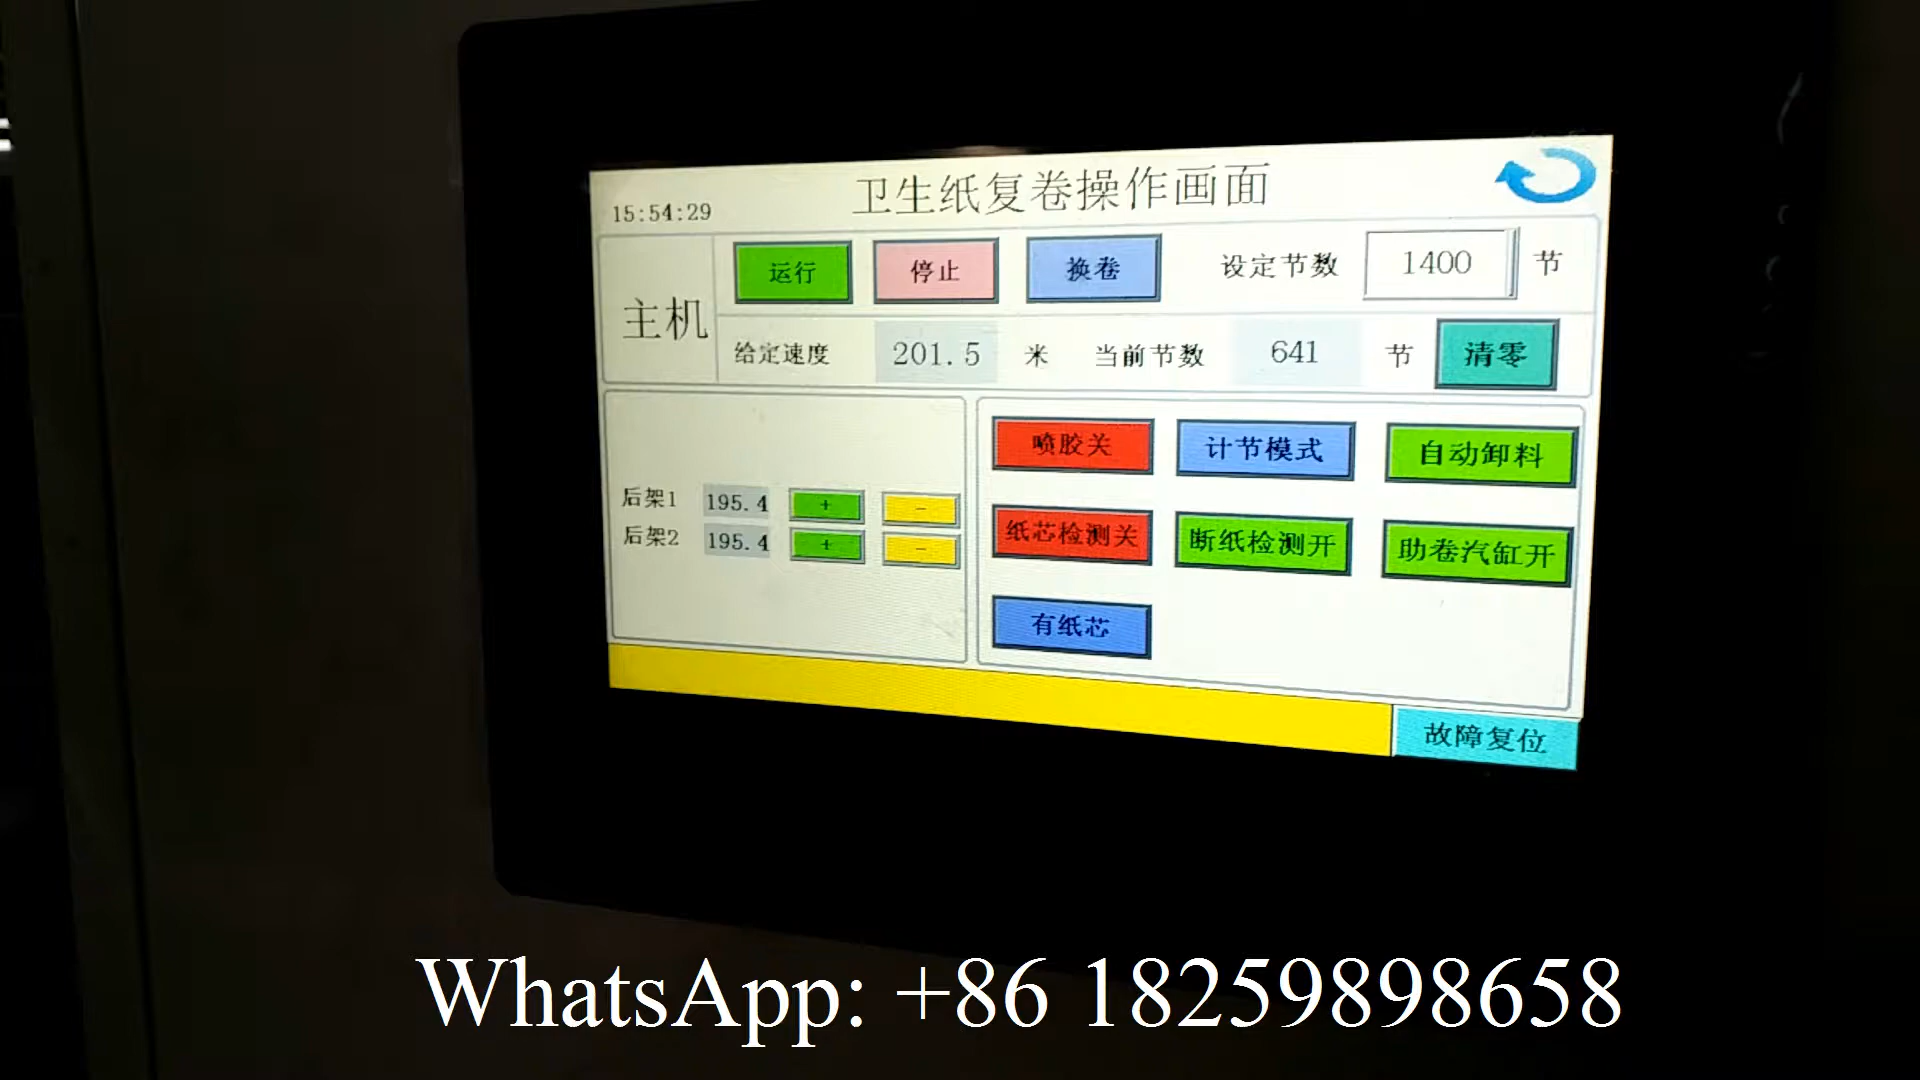 卫生纸复卷操作画面
15:54:29
主机
运行 停止 换卷 设定节数 1400 节
给定速度 201.5 米 当前节数 641 节 清零
后架1 195.4 + -
后架2 195.4 + -
喷胶关 计节模式 自动卸料
纸芯检测关 断纸检测开 助卷汽缸开
有纸芯
故障复位
WhatsApp: +86 18259898658